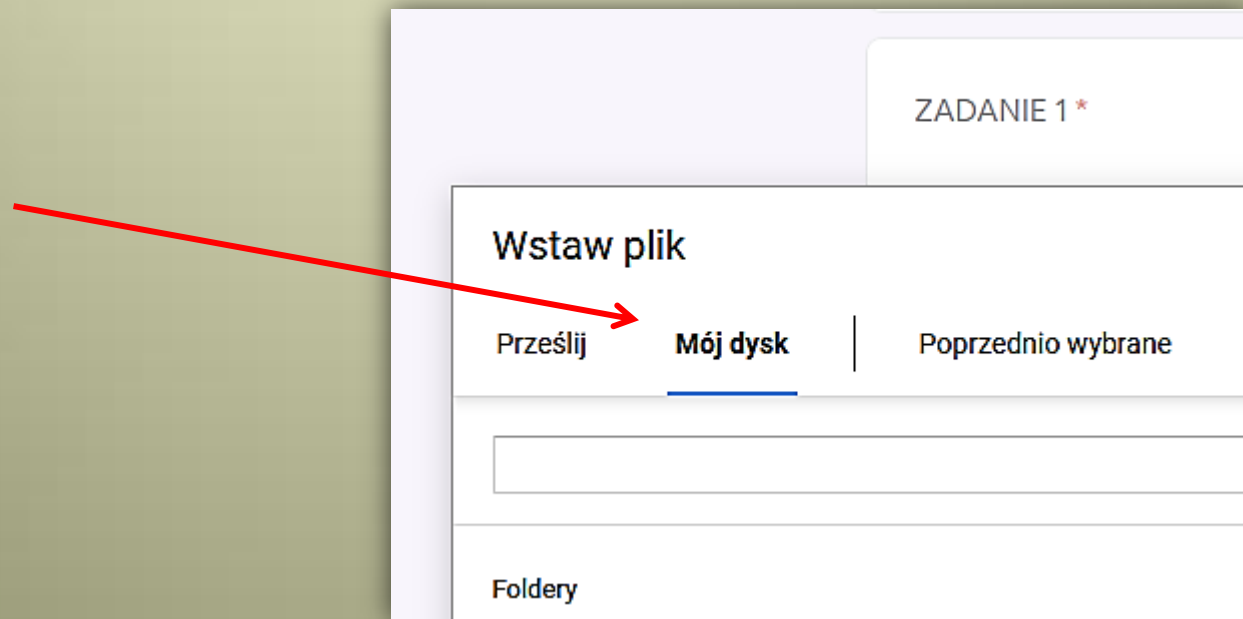 ZADANIE 1 *
Wstaw plik
Prześlij Mój dysk Poprzednio wybrane
Foldery